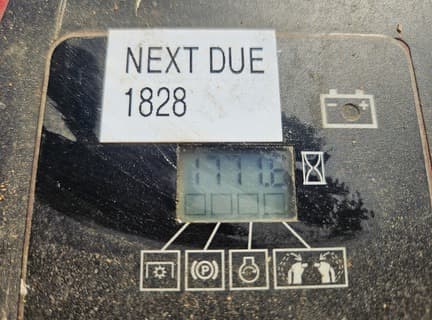 NEXT DUE
1828
- +
P